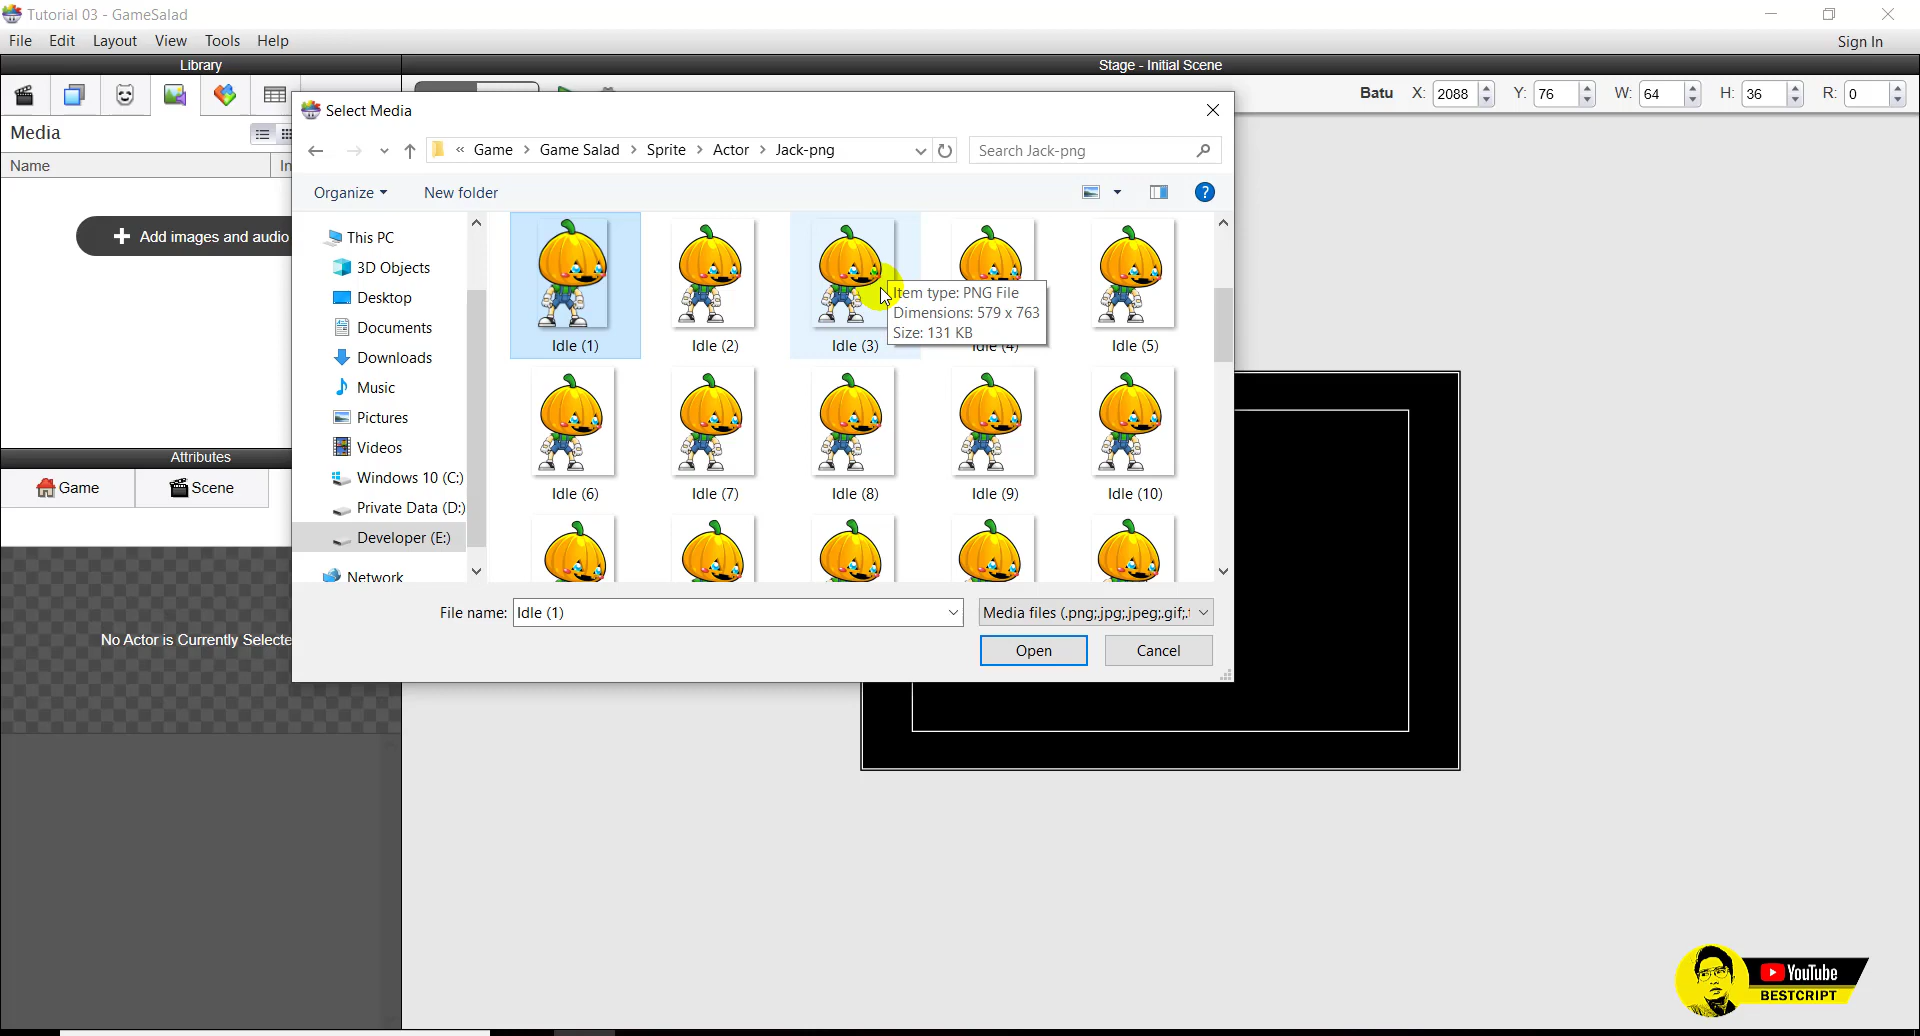 Tutorial 03 - GameSalad
File Edit Layout View Tools Help
Sign In
Library
Stage - Initial Scene
Batu X: 2088 Y: 76 W: 64 H: 36 R: 0
Media
Name
In
Add images and audio
Select Media
« Game > Game Salad > Sprite > Actor > Jack-png
Search Jack-png
Organize
New folder
This PC
3D Objects
Desktop
Documents
Downloads
Music
Pictures
Videos
Windows 10 (C:)
Private Data (D:)
Developer (E:)
Network
Idle (1) Idle (2) Idle (3) Idle (4) Idle (5)
Item type: PNG File
Dimensions: 579 x 763
Size: 131 KB
Idle (6) Idle (7) Idle (8) Idle (9) Idle (10)
File name: Idle (1)
Media files (.png;.jpg;.jpeg;.gif;.
Open
Cancel
Attributes
Game
Scene
No Actor is Currently Selecte
YouTube
BESTCRIPT